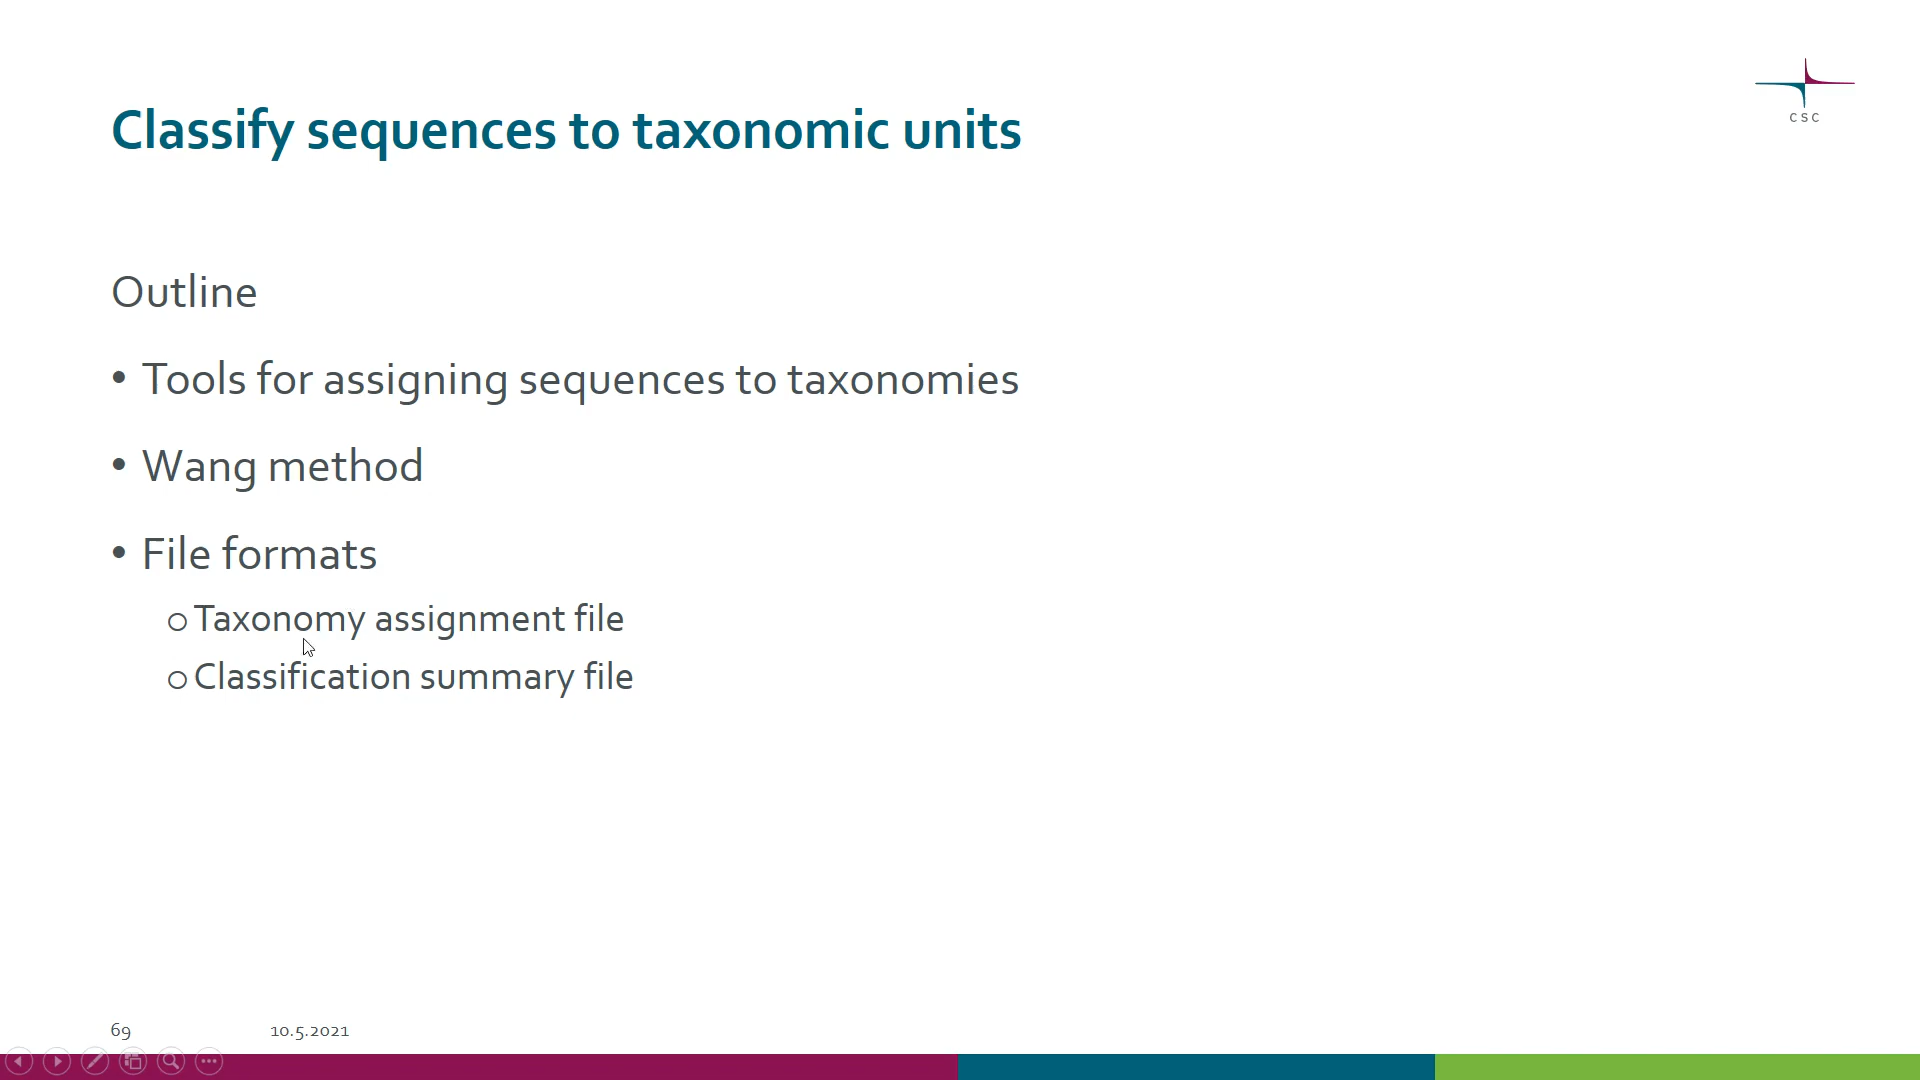 Classify sequences to taxonomic units
CSC
Outline
• Tools for assigning sequences to taxonomies
• Wang method
• File formats
o Taxonomy assignment file
o Classification summary file
69 10.5.2021